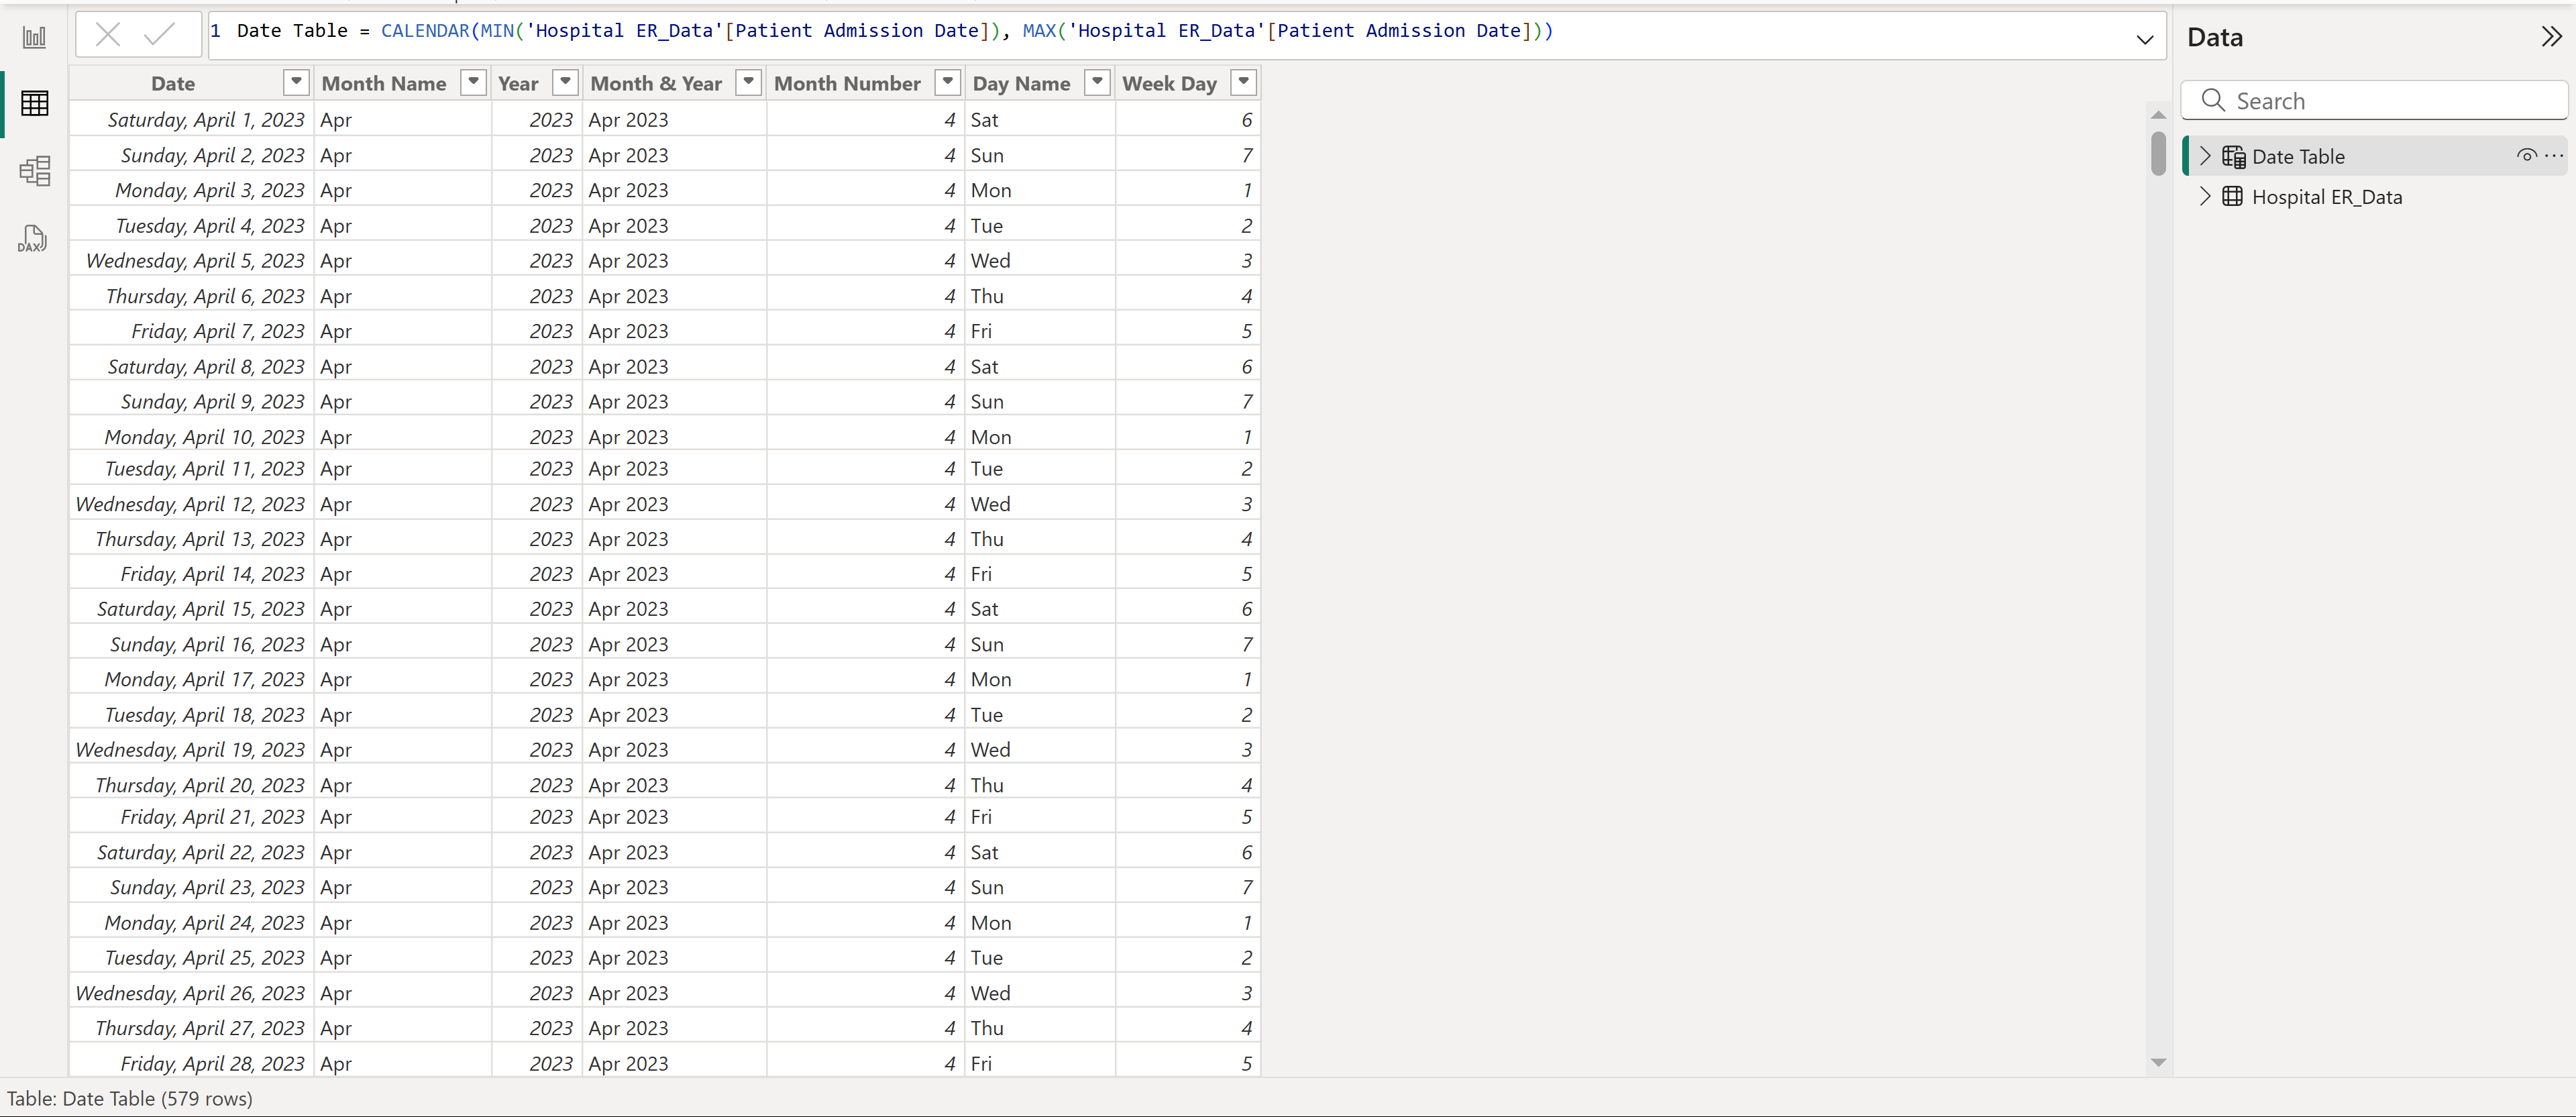 1 Date Table = CALENDAR(MIN('Hospital ER_Data'[Patient Admission Date]), MAX('Hospital ER_Data'[Patient Admission Date]))
Data
Date Month Name Year Month & Year Month Number Day Name Week Day
Search
Date Table
Hospital ER_Data
DAX
Saturday, April 1, 2023 Apr 2023 Apr 2023 4 Sat 6
Sunday, April 2, 2023 Apr 2023 Apr 2023 4 Sun 7
Monday, April 3, 2023 Apr 2023 Apr 2023 4 Mon 1
Tuesday, April 4, 2023 Apr 2023 Apr 2023 4 Tue 2
Wednesday, April 5, 2023 Apr 2023 Apr 2023 4 Wed 3
Thursday, April 6, 2023 Apr 2023 Apr 2023 4 Thu 4
Friday, April 7, 2023 Apr 2023 Apr 2023 4 Fri 5
Saturday, April 8, 2023 Apr 2023 Apr 2023 4 Sat 6
Sunday, April 9, 2023 Apr 2023 Apr 2023 4 Sun 7
Monday, April 10, 2023 Apr 2023 Apr 2023 4 Mon 1
Tuesday, April 11, 2023 Apr 2023 Apr 2023 4 Tue 2
Wednesday, April 12, 2023 Apr 2023 Apr 2023 4 Wed 3
Thursday, April 13, 2023 Apr 2023 Apr 2023 4 Thu 4
Friday, April 14, 2023 Apr 2023 Apr 2023 4 Fri 5
Saturday, April 15, 2023 Apr 2023 Apr 2023 4 Sat 6
Sunday, April 16, 2023 Apr 2023 Apr 2023 4 Sun 7
Monday, April 17, 2023 Apr 2023 Apr 2023 4 Mon 1
Tuesday, April 18, 2023 Apr 2023 Apr 2023 4 Tue 2
Wednesday, April 19, 2023 Apr 2023 Apr 2023 4 Wed 3
Thursday, April 20, 2023 Apr 2023 Apr 2023 4 Thu 4
Friday, April 21, 2023 Apr 2023 Apr 2023 4 Fri 5
Saturday, April 22, 2023 Apr 2023 Apr 2023 4 Sat 6
Sunday, April 23, 2023 Apr 2023 Apr 2023 4 Sun 7
Monday, April 24, 2023 Apr 2023 Apr 2023 4 Mon 1
Tuesday, April 25, 2023 Apr 2023 Apr 2023 4 Tue 2
Wednesday, April 26, 2023 Apr 2023 Apr 2023 4 Wed 3
Thursday, April 27, 2023 Apr 2023 Apr 2023 4 Thu 4
Friday, April 28, 2023 Apr 2023 Apr 2023 4 Fri 5
Table: Date Table (579 rows)